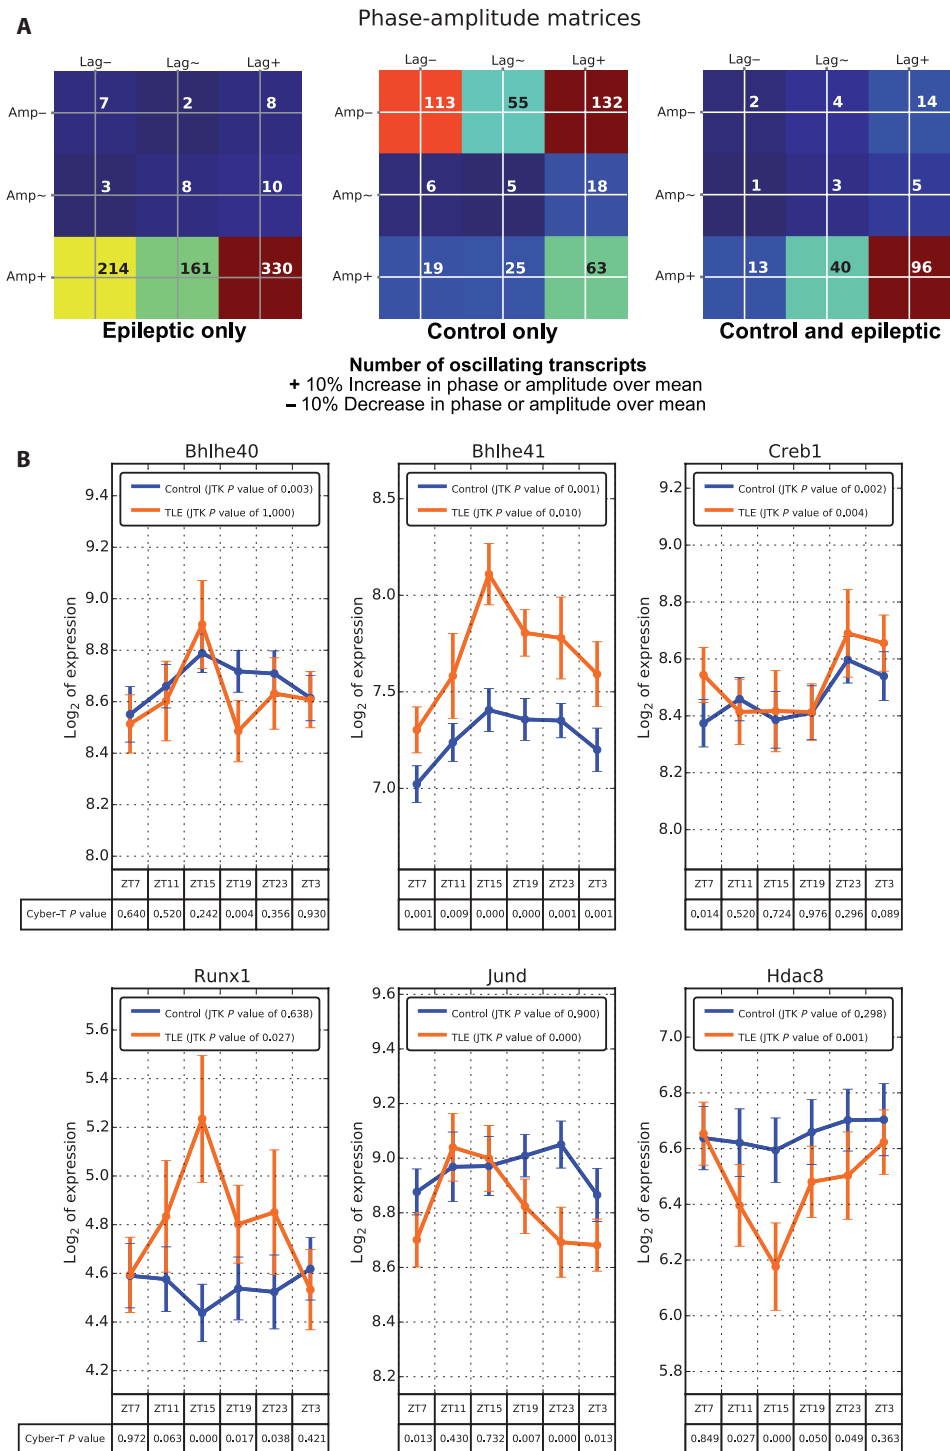 A
Phase-amplitude matrices
Lag− Lag~ Lag+
Lag− Lag~ Lag+
Lag− Lag~ Lag+
Amp− 7 2 8
Amp~ 3 8 10
Amp+ 214 161 330
Epileptic only
Amp− 113 55 132
Amp~ 6 5 18
Amp+ 19 25 63
Control only
Amp− 2 4 14
Amp~ 1 3 5
Amp+ 13 40 96
Control and epileptic
Number of oscillating transcripts
+ 10% Increase in phase or amplitude over mean
− 10% Decrease in phase or amplitude over mean
B
Bhlhe40
Control (JTK P value of 0.003)
TLE (JTK P value of 1.000)
Log2 of expression
9.4
9.2
9.0
8.8
8.6
8.4
8.2
8.0
ZT7 ZT11 ZT15 ZT19 ZT23 ZT3
Cyber-T P value 0.640 0.520 0.242 0.004 0.356 0.930
Bhlhe41
Control (JTK P value of 0.001)
TLE (JTK P value of 0.010)
Log2 of expression
8.5
8.0
7.5
7.0
ZT7 ZT11 ZT15 ZT19 ZT23 ZT3
0.001 0.009 0.000 0.000 0.001 0.001
Creb1
Control (JTK P value of 0.002)
TLE (JTK P value of 0.004)
Log2 of expression
9.2
9.0
8.8
8.6
8.4
8.2
8.0
ZT7 ZT11 ZT15 ZT19 ZT23 ZT3
0.014 0.520 0.724 0.976 0.296 0.089
Runx1
Control (JTK P value of 0.638)
TLE (JTK P value of 0.027)
Log2 of expression
5.6
5.4
5.2
5.0
4.8
4.6
4.4
4.2
ZT7 ZT11 ZT15 ZT19 ZT23 ZT3
Cyber-T P value 0.972 0.063 0.000 0.017 0.038 0.421
Jund
Control (JTK P value of 0.900)
TLE (JTK P value of 0.000)
Log2 of expression
9.6
9.4
9.2
9.0
8.8
8.6
8.4
8.2
ZT7 ZT11 ZT15 ZT19 ZT23 ZT3
0.013 0.430 0.732 0.007 0.000 0.013
Hdac8
Control (JTK P value of 0.298)
TLE (JTK P value of 0.001)
Log2 of expression
7.0
6.8
6.6
6.4
6.2
6.0
5.8
ZT7 ZT11 ZT15 ZT19 ZT23 ZT3
0.849 0.027 0.000 0.050 0.049 0.363